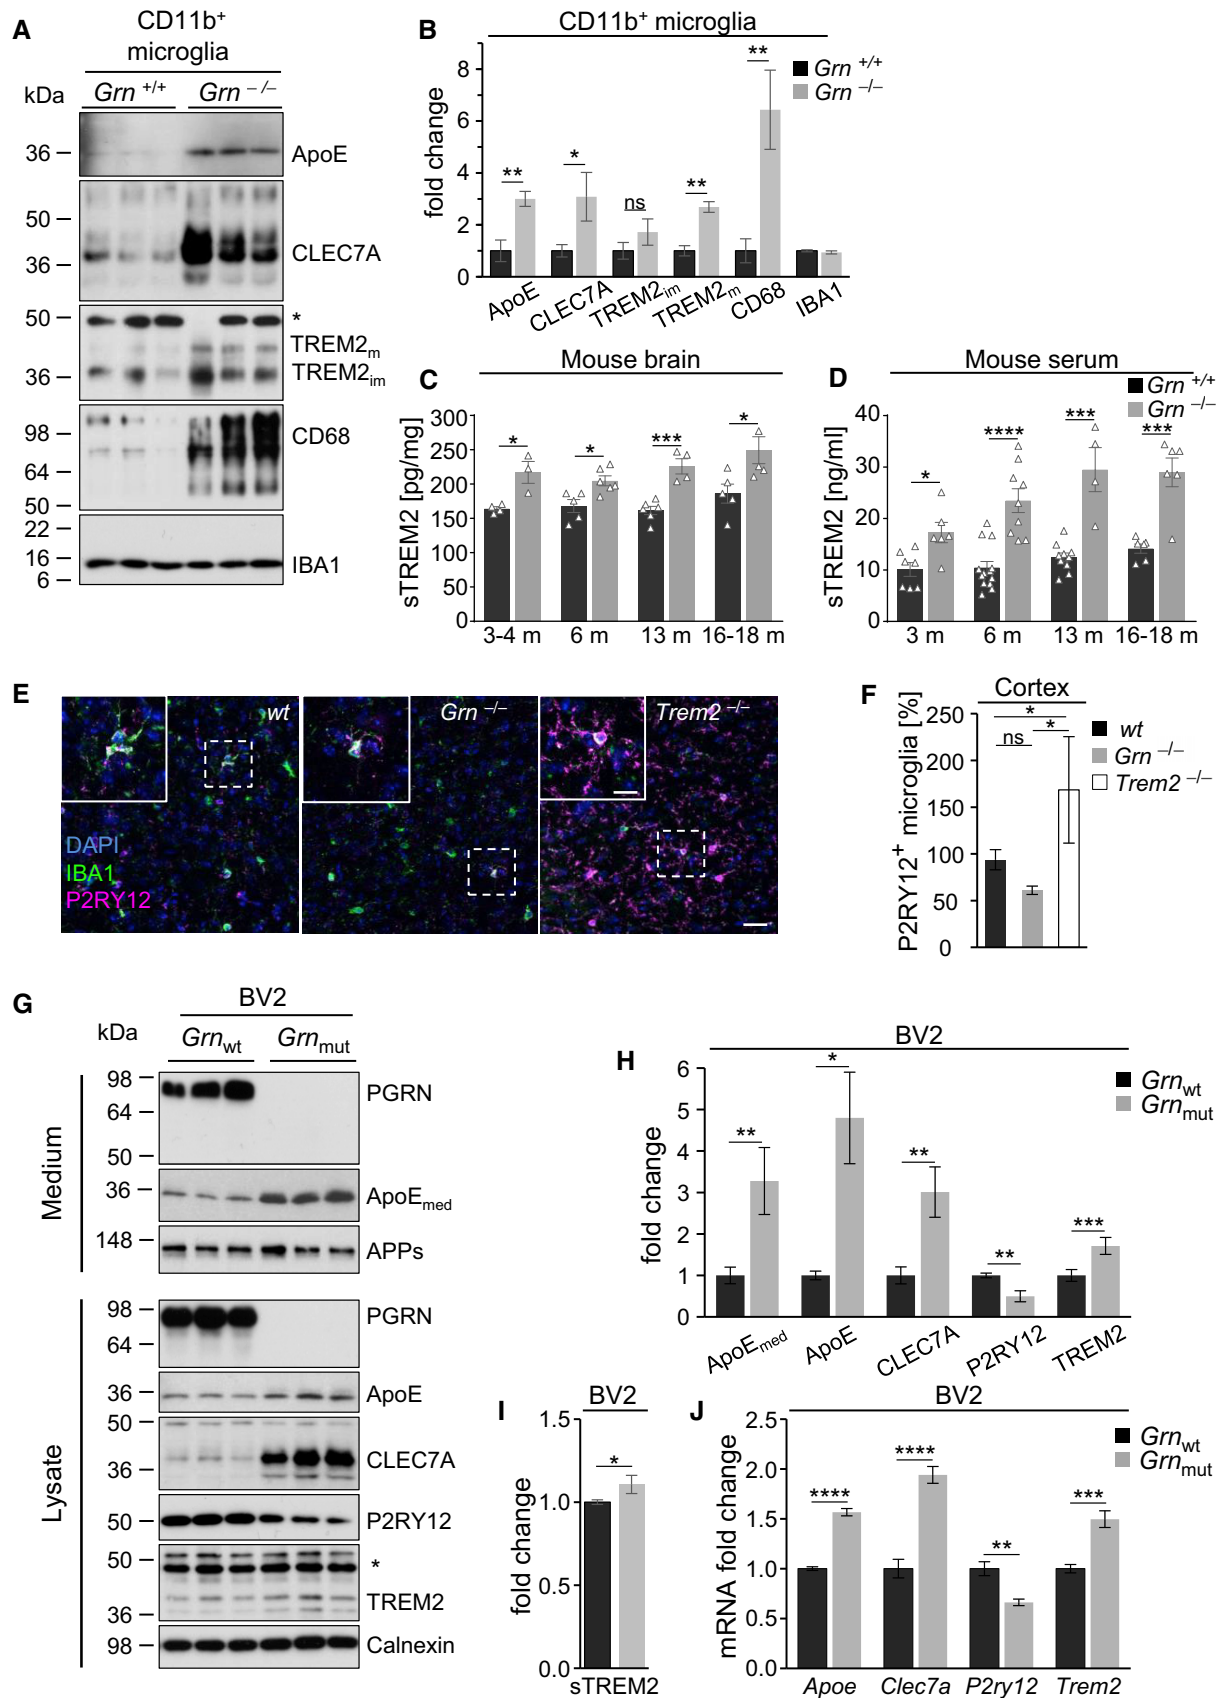 A
CD11b⁺
microglia
kDa
Grn +/+
Grn −/−
36
ApoE
50
36
CLEC7A
50
*
TREM2m
36
TREM2im
98
64
50
CD68
22
16
6
IBA1
B
CD11b⁺ microglia
fold change
8
6
4
2
0
**
*
ns
**
**
Grn +/+
Grn −/−
ApoE
CLEC7A
TREM2im
TREM2m
CD68
IBA1
C
Mouse brain
sTREM2 [pg/mg]
300
250
200
150
100
50
0
*
*
***
*
3-4 m
6 m
13 m
16-18 m
D
Mouse serum
Grn +/+
Grn −/−
sTREM2 [ng/ml]
40
30
20
10
0
*
****
***
***
3 m
6 m
13 m
16-18 m
E
wt
Grn −/−
Trem2 −/−
DAPI
IBA1
P2RY12
F
Cortex
P2RY12⁺ microglia [%]
250
200
150
100
50
0
*
ns
*
wt
Grn −/−
Trem2 −/−
G
BV2
kDa
Grnwt
Grnmut
Medium
98
64
50
PGRN
36
ApoEmed
148
APPs
Lysate
98
64
PGRN
36
ApoE
50
36
CLEC7A
50
P2RY12
50
*
36
TREM2
98
Calnexin
H
BV2
fold change
6
5
4
3
2
1
0
**
*
**
**
***
Grnwt
Grnmut
ApoEmed
ApoE
CLEC7A
P2RY12
TREM2
I
BV2
fold change
1.5
1.0
0.5
0.0
*
sTREM2
J
BV2
mRNA fold change
2.5
2.0
1.5
1.0
0.5
0.0
****
****
**
***
Grnwt
Grnmut
Apoe
Clec7a
P2ry12
Trem2